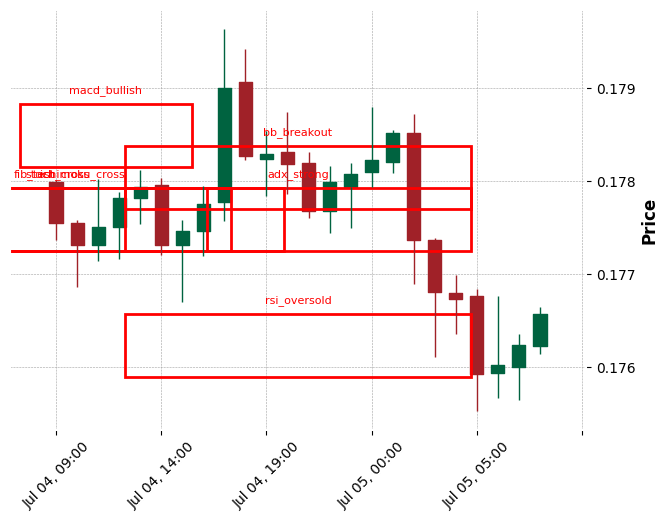 macd_bullish
0.179
bb_breakout
adx_strong
0.178
Price
0.177
rsi_oversold
0.176
Jul 04, 09:00
Jul 04, 14:00
Jul 04, 19:00
Jul 05, 00:00
Jul 05, 05:00